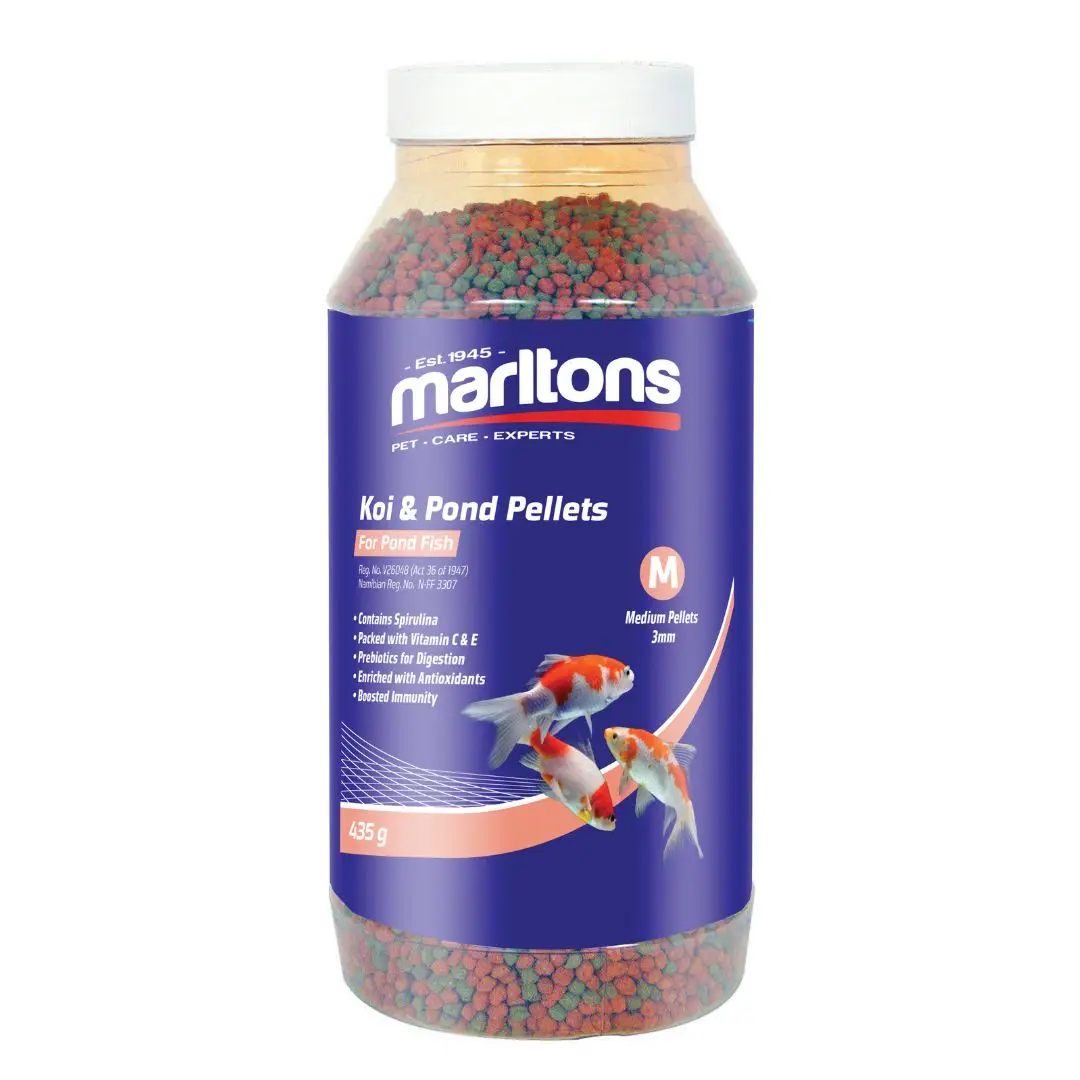 - Est.1945 -
marltons
PET - CARE - EXPERTS
Koi & Pond Pellets
For Pond Fish
Reg. No. V26048 (Act 36 of 1947)
Namibian Reg. No. N-FF 3307
M
Medium Pellets
3mm
• Contains Spirulina
• Packed with Vitamin C & E
• Prebiotics for Digestion
• Enriched with Antioxidants
• Boosted Immunity
435 g